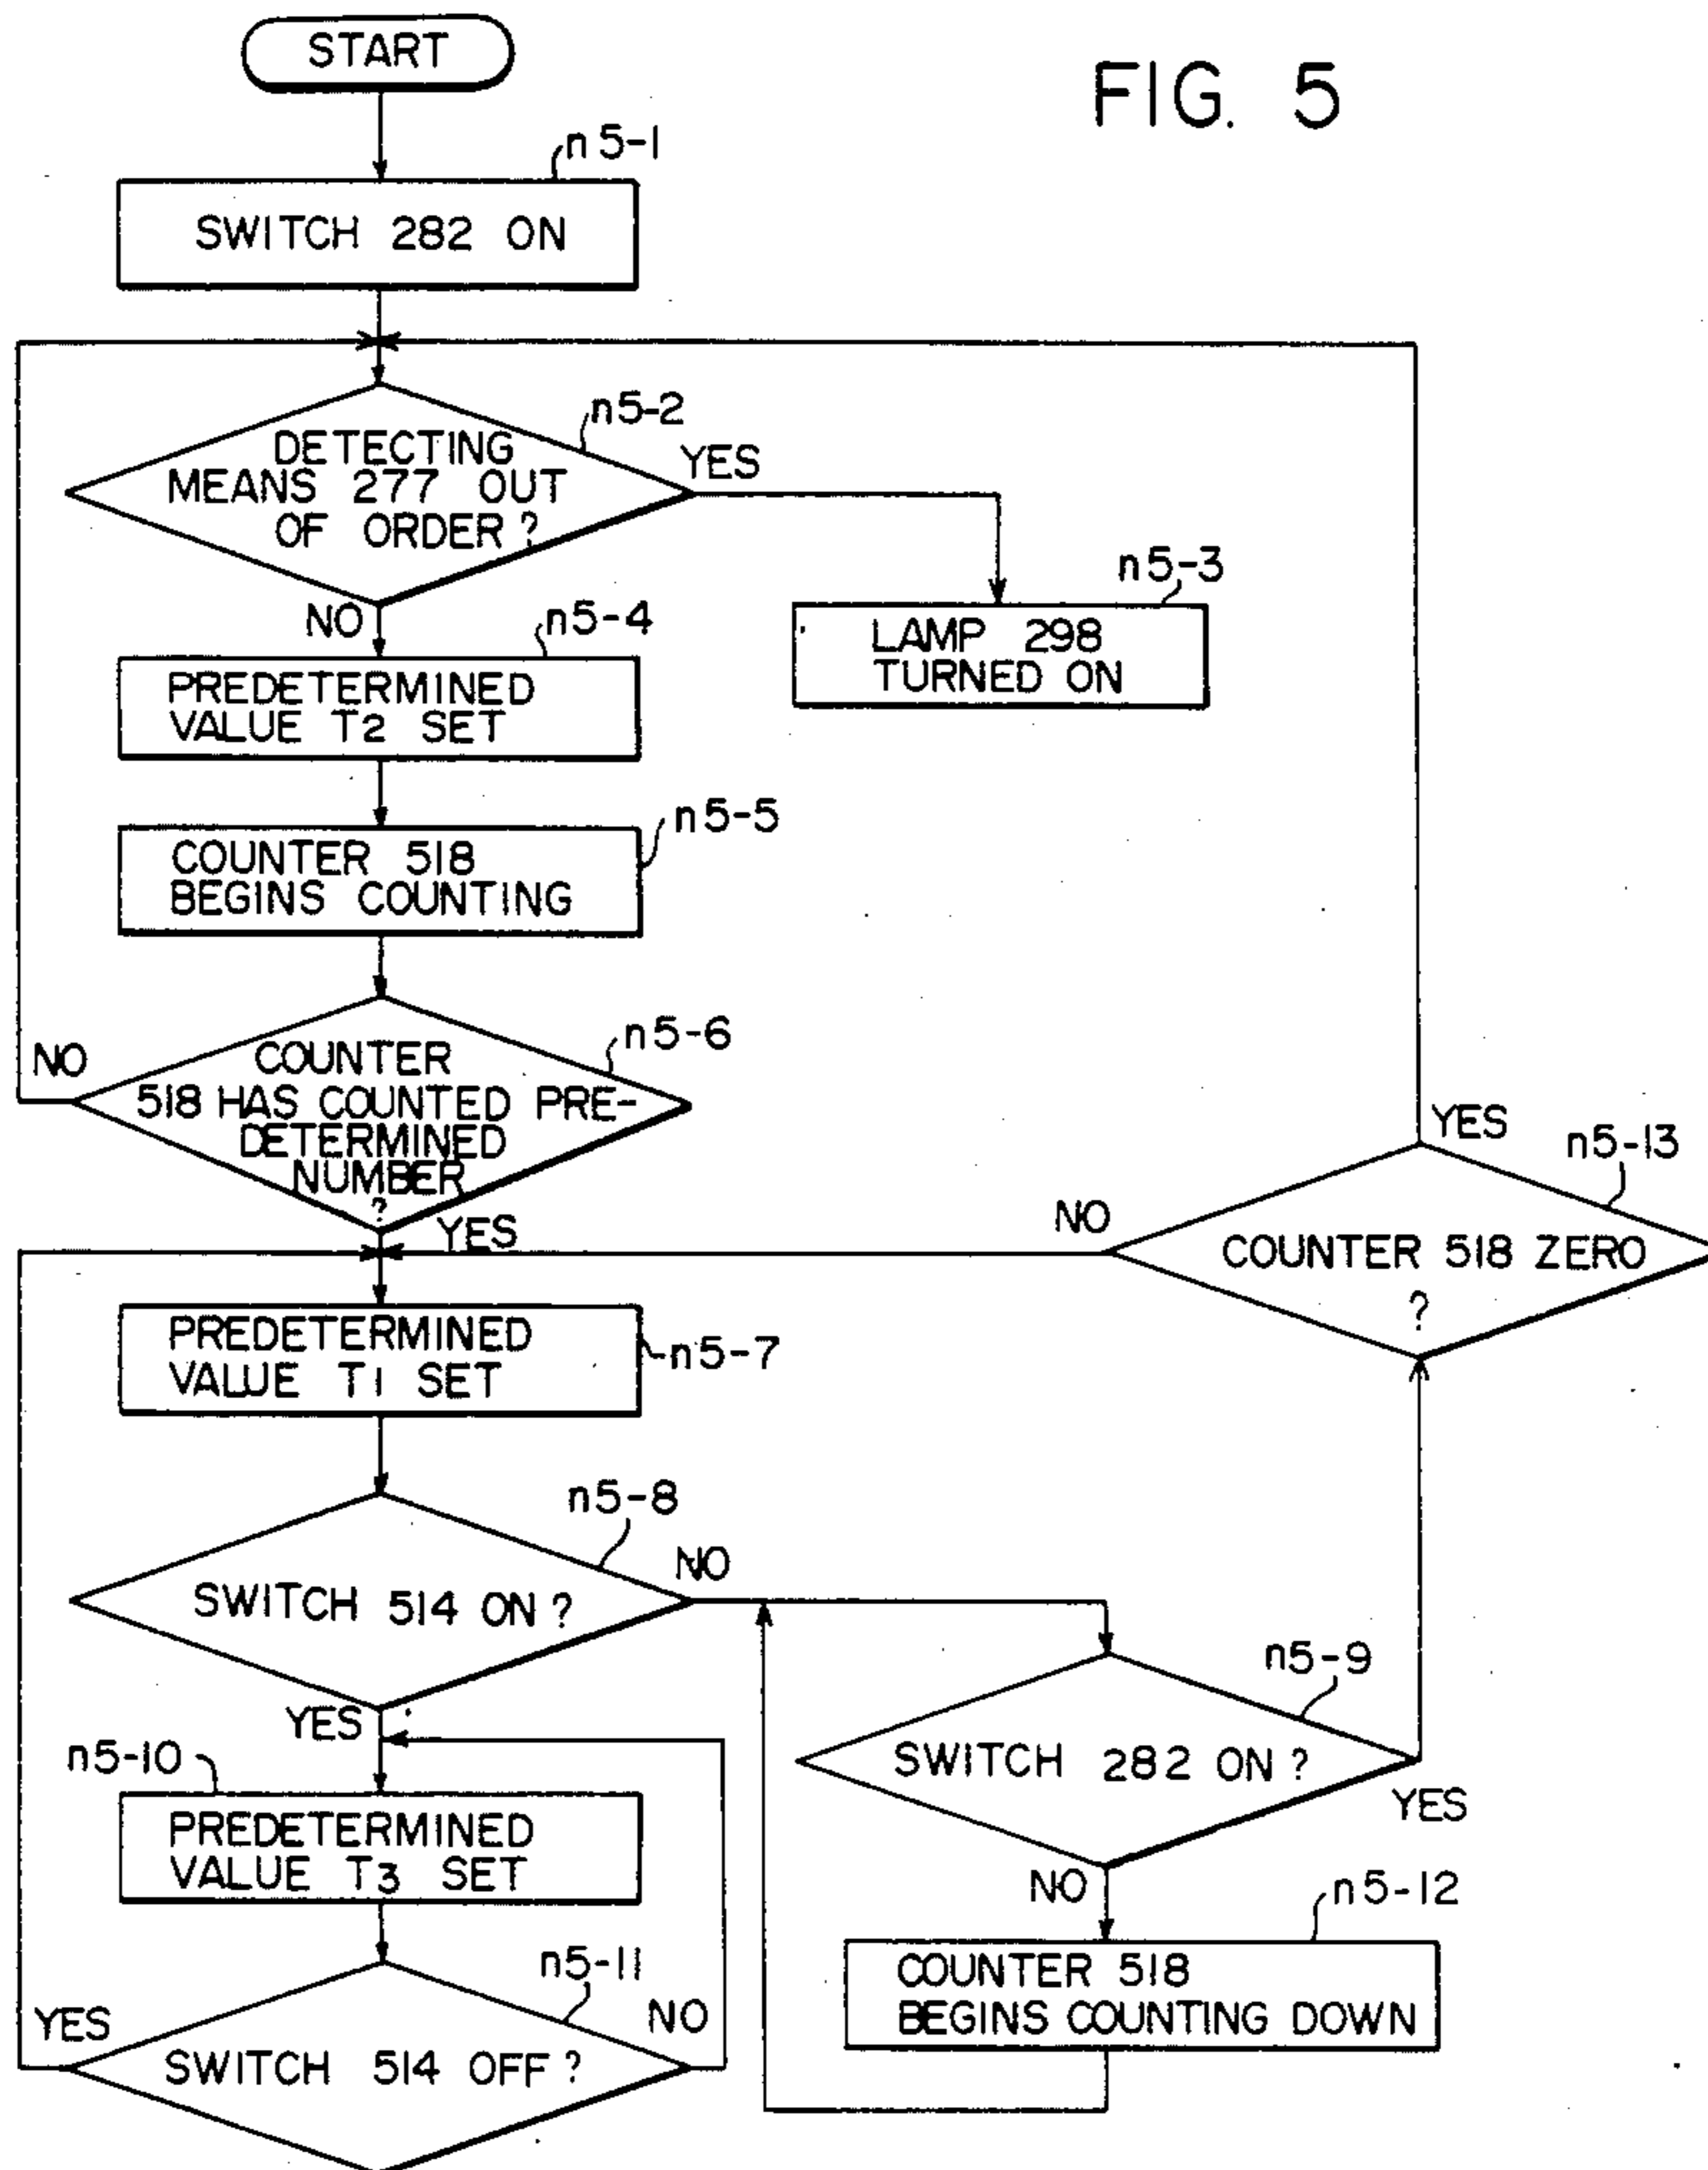 START
FIG. 5
n5-1
SWITCH 282 ON
n5-2
DETECTING
MEANS 277 OUT
OF ORDER?
YES
NO
n5-3
LAMP 298
TURNED ON
n5-4
PREDETERMINED
VALUE T2 SET
n5-5
COUNTER 518
BEGINS COUNTING
n5-6
NO
COUNTER
518 HAS COUNTED PRE-
DETERMINED
NUMBER
?
YES
YES
n5-13
NO
COUNTER 518 ZERO
?
PREDETERMINED
VALUE T1 SET
n5-7
n5-8
NO
SWITCH 514 ON?
YES
n5-9
SWITCH 282 ON?
YES
NO
n5-10
PREDETERMINED
VALUE T3 SET
n5-12
COUNTER 518
BEGINS COUNTING DOWN
n5-11
YES
NO
SWITCH 514 OFF?